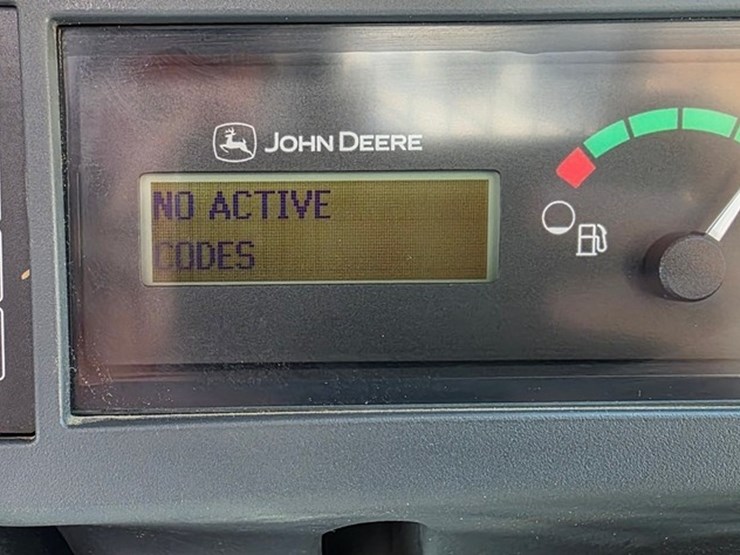 JOHN DEERE
NO ACTIVE
CODES